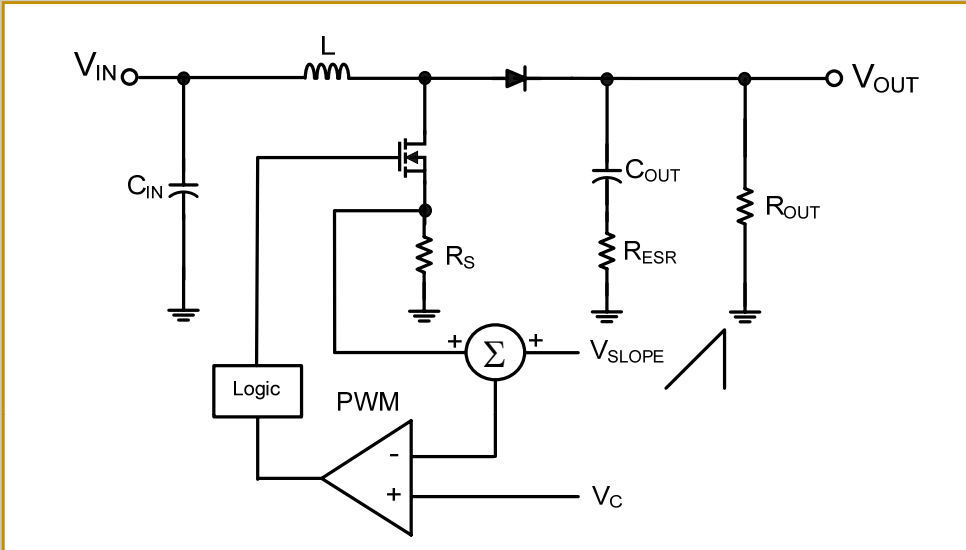 L
VIN
VOUT
CIN
COUT
ROUT
RS
RESR
+ Σ +
VSLOPE
Logic
PWM
-
+
VC